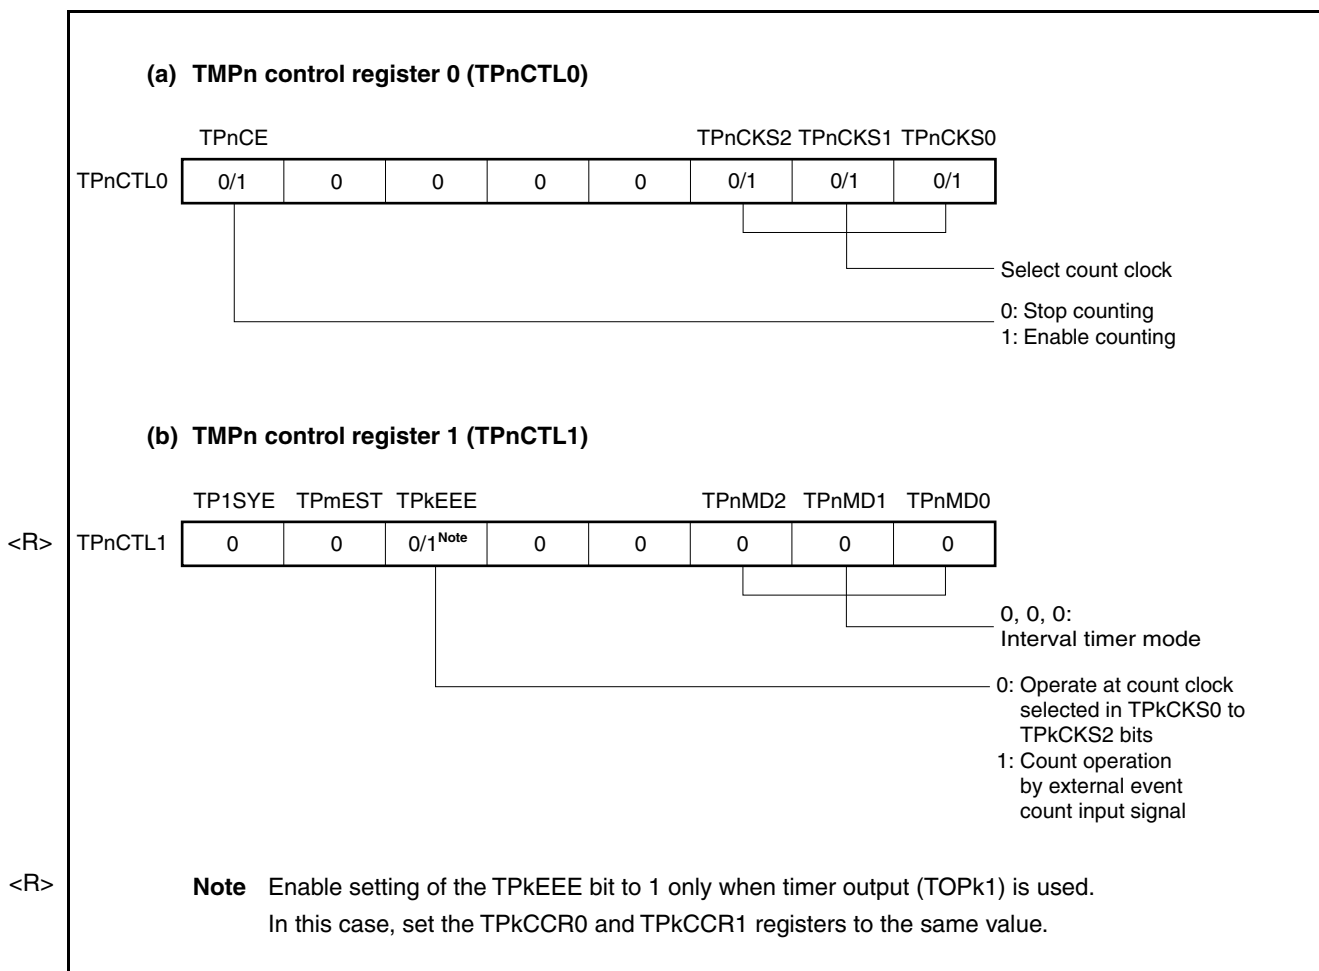 (a) TMPn control register 0 (TPnCTL0)
TPnCE TPnCKS2 TPnCKS1 TPnCKS0
TPnCTL0 0/1 0 0 0 0 0/1 0/1 0/1
Select count clock
0: Stop counting
1: Enable counting
(b) TMPn control register 1 (TPnCTL1)
TP1SYE TPmEST TPkEEE TPnMD2 TPnMD1 TPnMD0
<R> TPnCTL1 0 0 0/1Note 0 0 0 0 0
0, 0, 0:
Interval timer mode
0: Operate at count clock
selected in TPkCKS0 to
TPkCKS2 bits
1: Count operation
by external event
count input signal
<R> Note Enable setting of the TPkEEE bit to 1 only when timer output (TOPk1) is used.
In this case, set the TPkCCR0 and TPkCCR1 registers to the same value.